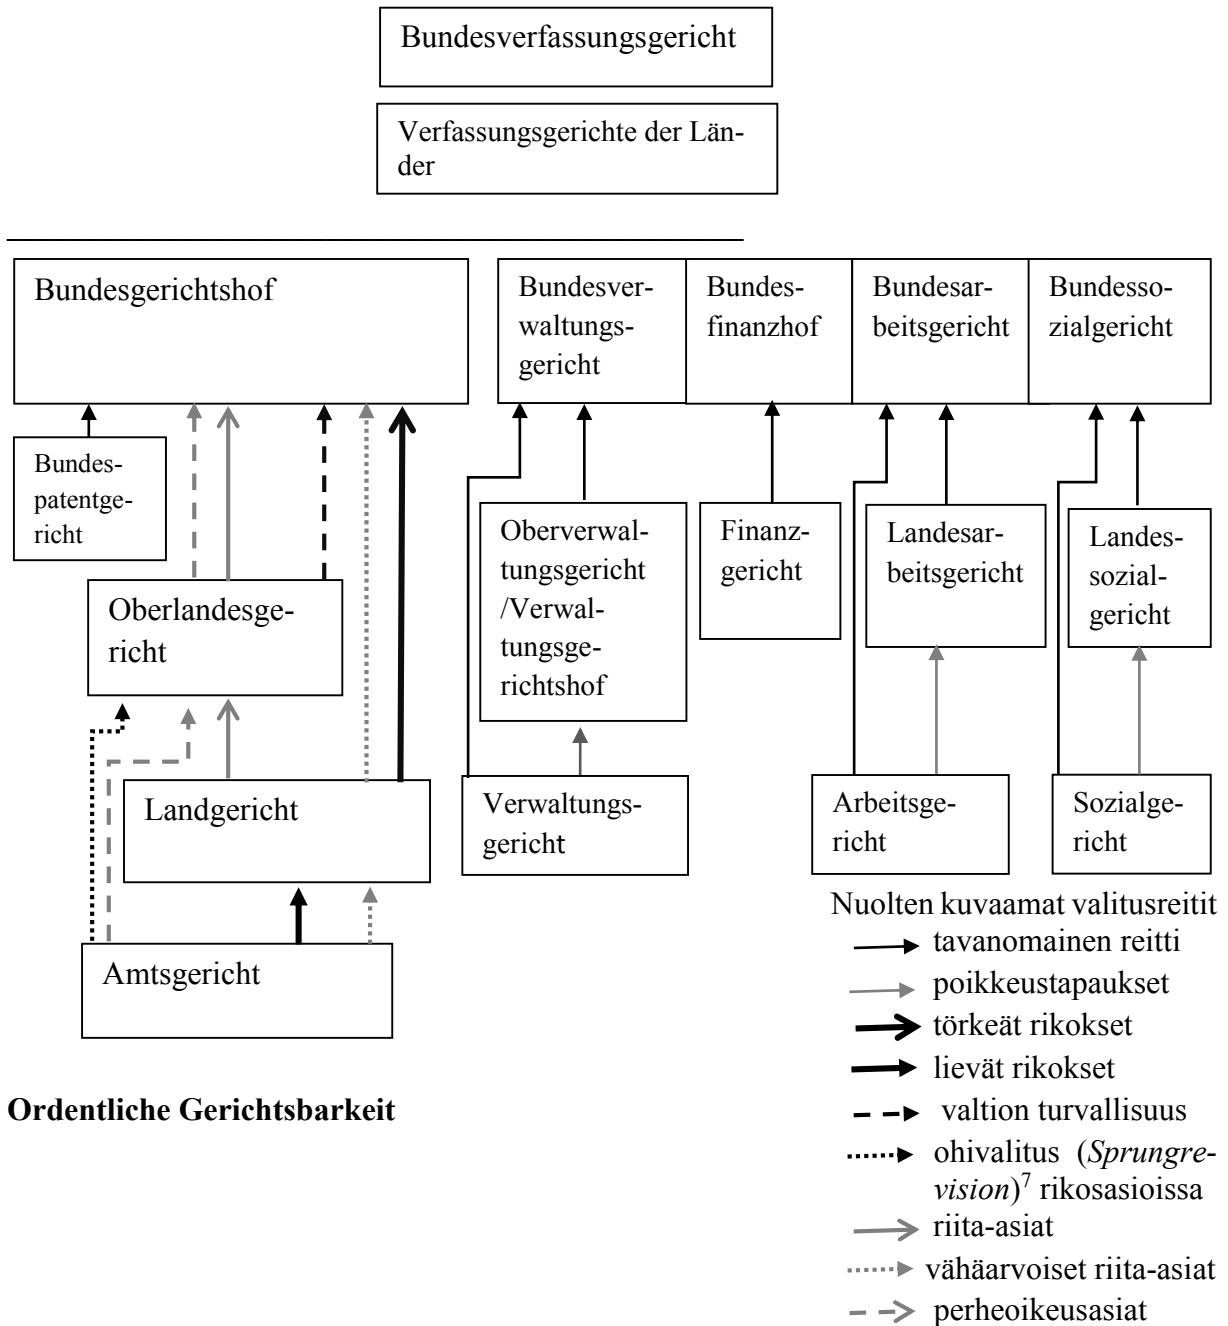 Bundesverfassungsgericht
Verfassungsgerichte der Län-
der
Bundesgerichtshof
Bundesver-
waltungs-
gericht
Bundes-
finanzhof
Bundesar-
beitsgericht
Bundesso-
zialgericht
Bundes-
patentge-
richt
Oberverwal-
tungsgericht
/Verwal-
tungsge-
richtshof
Finanz-
gericht
Landesar-
beitsgericht
Landes-
sozial-
gericht
Oberlandesge-
richt
Landgericht
Verwaltungs-
gericht
Arbeitsge-
richt
Sozialge-
richt
Amtsgericht
Ordentliche Gerichtsbarkeit
Nuolten kuvaamat valitusreitit
tavanomainen reitti
poikkeustapaukset
törkeät rikokset
lievät rikokset
valtion turvallisuus
ohivalitus (Sprungre-
vision)7 rikosasioissa
riita-asiat
vähäarvoiset riita-asiat
perheoikeusasiat